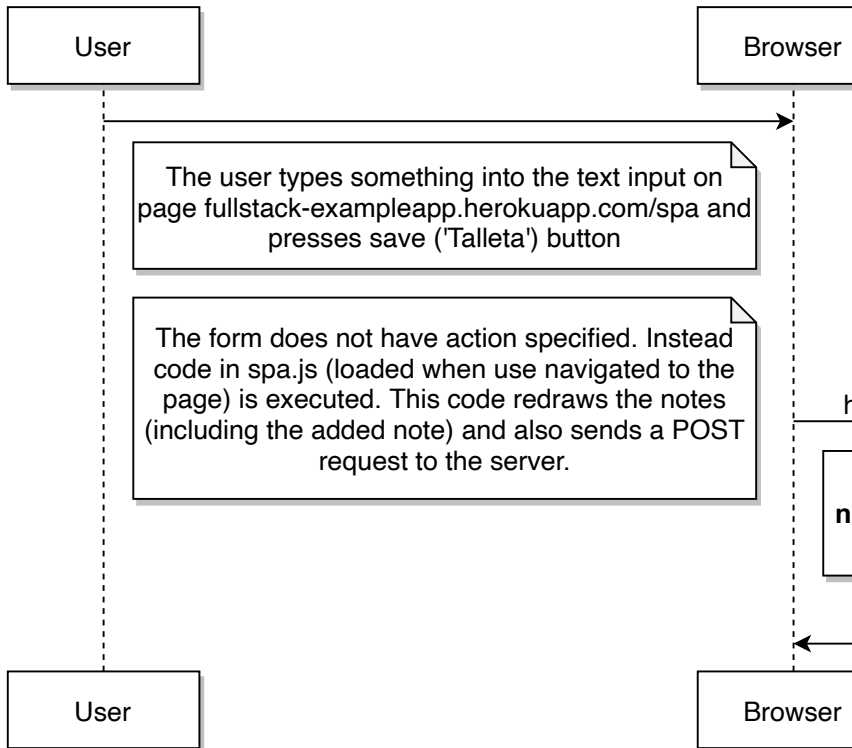 User
Browser
The user types something into the text input on
page fullstack-exampleapp.herokuapp.com/spa and
presses save ('Talleta') button
The form does not have action specified. Instead
code in spa.js (loaded when use navigated to the
page) is executed. This code redraws the notes
(including the added note) and also sends a POST
request to the server.
User
Browser